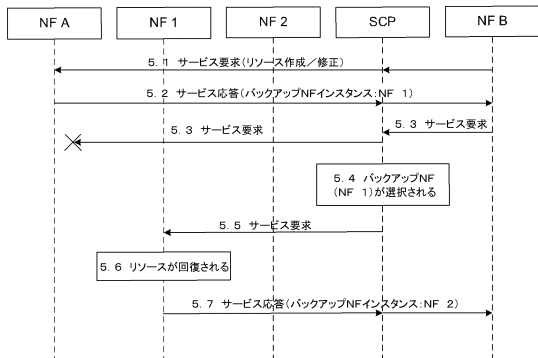 NF A
NF 1
NF 2
SCP
NF B
5.1 サービス要求(リソース作成/修正)
5.2 サービス応答(バックアップNFインスタンス:NF 1)
5.3 サービス要求
5.3 サービス要求
5.4 バックアップNF
(NF 1)が選択される
5.5 サービス要求
5.6 リソースが回復される
5.7 サービス応答(バックアップNFインスタンス:NF 2)